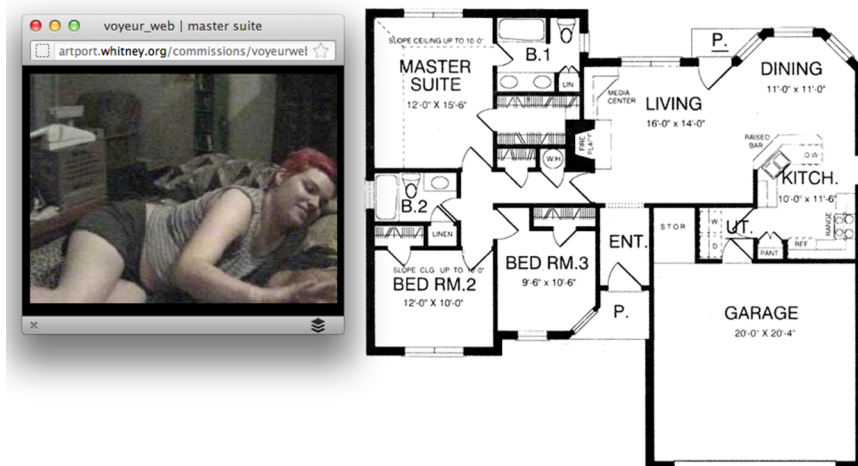 voyeur_web | master suite
artport.whitney.org/commissions/voyeurweb
SLOPE CEILING UP TO 10'-0"
MASTER
SUITE
12'-0" X 15'-6"
B.1
LIN
MEDIA
CENTER
LIVING
16'-0" x 14'-0"
P.
DINING
11'-0" x 11'-0"
FIRE
PLACE
W/H
RAISED
BAR
D.W.
KITCH.
10'-0" x 11'-6"
RANGE
REF
PANT
UT.
W
D
STOR
B.2
LINEN
ENT.
SLOPE CLG. UP TO 10'-0"
BED RM.2
12'-0" X 10'-0"
BED RM.3
9'-6" x 10'-6"
P.
GARAGE
20'-0" X 20'-4"